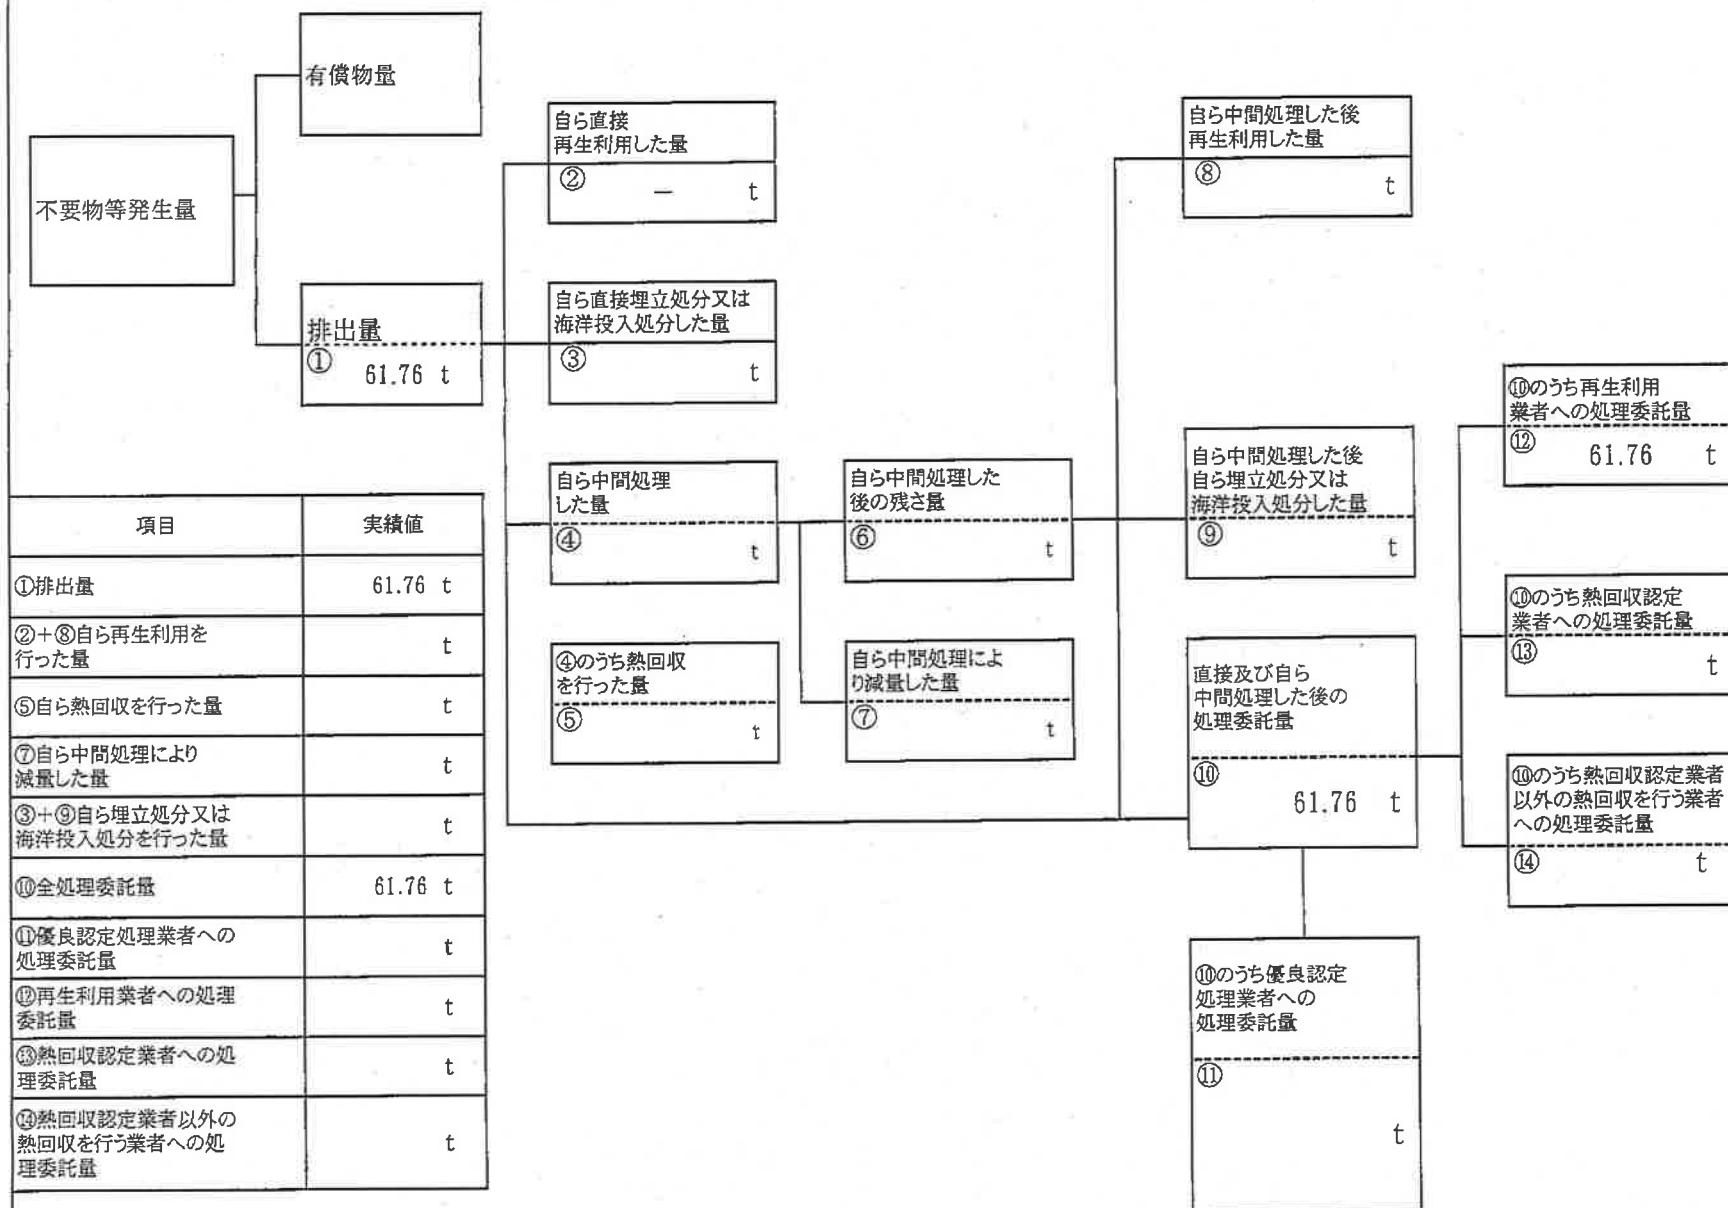 有償物量
不要物等発生量
排出量
① 61.76 t
自ら直接
再生利用した量
② － t
自ら直接埋立処分又は
海洋投入処分した量
③ t
自ら中間処理
した量
④ t
④のうち熱回収
を行った量
⑤ t
自ら中間処理した
後の残さ量
⑥ t
自ら中間処理によ
り減量した量
⑦ t
自ら中間処理した後
再生利用した量
⑧ t
自ら中間処理した後
自ら埋立処分又は
海洋投入処分した量
⑨ t
直接及び自ら
中間処理した後の
処理委託量
⑩
61.76 t
⑩のうち優良認定
処理業者への
処理委託量
⑪
t
⑩のうち再生利用
業者への処理委託量
⑫ 61.76 t
⑩のうち熱回収認定
業者への処理委託量
⑬ t
⑩のうち熱回収認定業者
以外の熱回収を行う業者
への処理委託量
⑭ t
項目 実績値
①排出量 61.76 t
②＋⑧自ら再生利用を
行った量 t
⑤自ら熱回収を行った量 t
⑦自ら中間処理により
減量した量 t
③＋⑨自ら埋立処分又は
海洋投入処分を行った量 t
⑩全処理委託量 61.76 t
⑪優良認定処理業者への
処理委託量 t
⑫再生利用業者への処理
委託量 t
⑬熱回収認定業者への処
理委託量 t
⑭熱回収認定業者以外の
熱回収を行う業者への処
理委託量 t